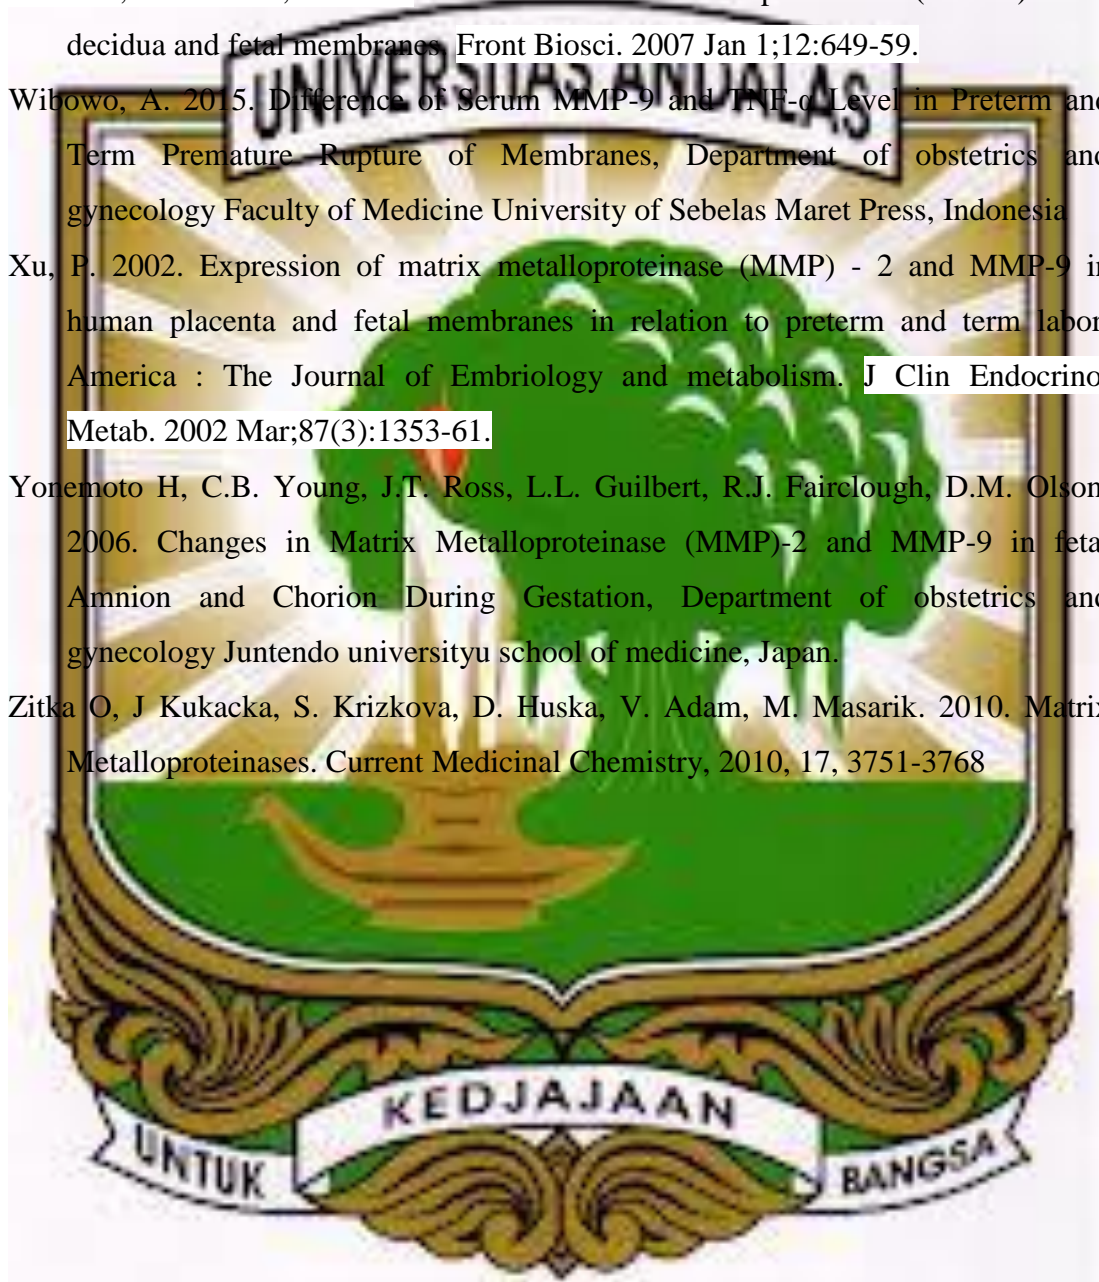 decidua and fetal membranes. Front Biosci. 2007 Jan 1;12:649-59.
UNIVERSITAS ANDALAS
Wibowo, A. 2015. Difference of Serum MMP-9 and TNF-α Level in Preterm and
Term Premature Rupture of Membranes, Department of obstetrics and
gynecology Faculty of Medicine University of Sebelas Maret Press, Indonesia
Xu, P. 2002. Expression of matrix metalloproteinase (MMP) - 2 and MMP-9 in
human placenta and fetal membranes in relation to preterm and term labor
America : The Journal of Embriology and metabolism. J Clin Endocrino
Metab. 2002 Mar;87(3):1353-61.
Yonemoto H, C.B. Young, J.T. Ross, L.L. Guilbert, R.J. Fairclough, D.M. Olson
2006. Changes in Matrix Metalloproteinase (MMP)-2 and MMP-9 in feta
Amnion and Chorion During Gestation, Department of obstetrics and
gynecology Juntendo universityu school of medicine, Japan.
Zitka O, J Kukacka, S. Krizkova, D. Huska, V. Adam, M. Masarik. 2010. Matrix
Metalloproteinases. Current Medicinal Chemistry, 2010, 17, 3751-3768
UNTUK KEDJAJAAN BANGSA